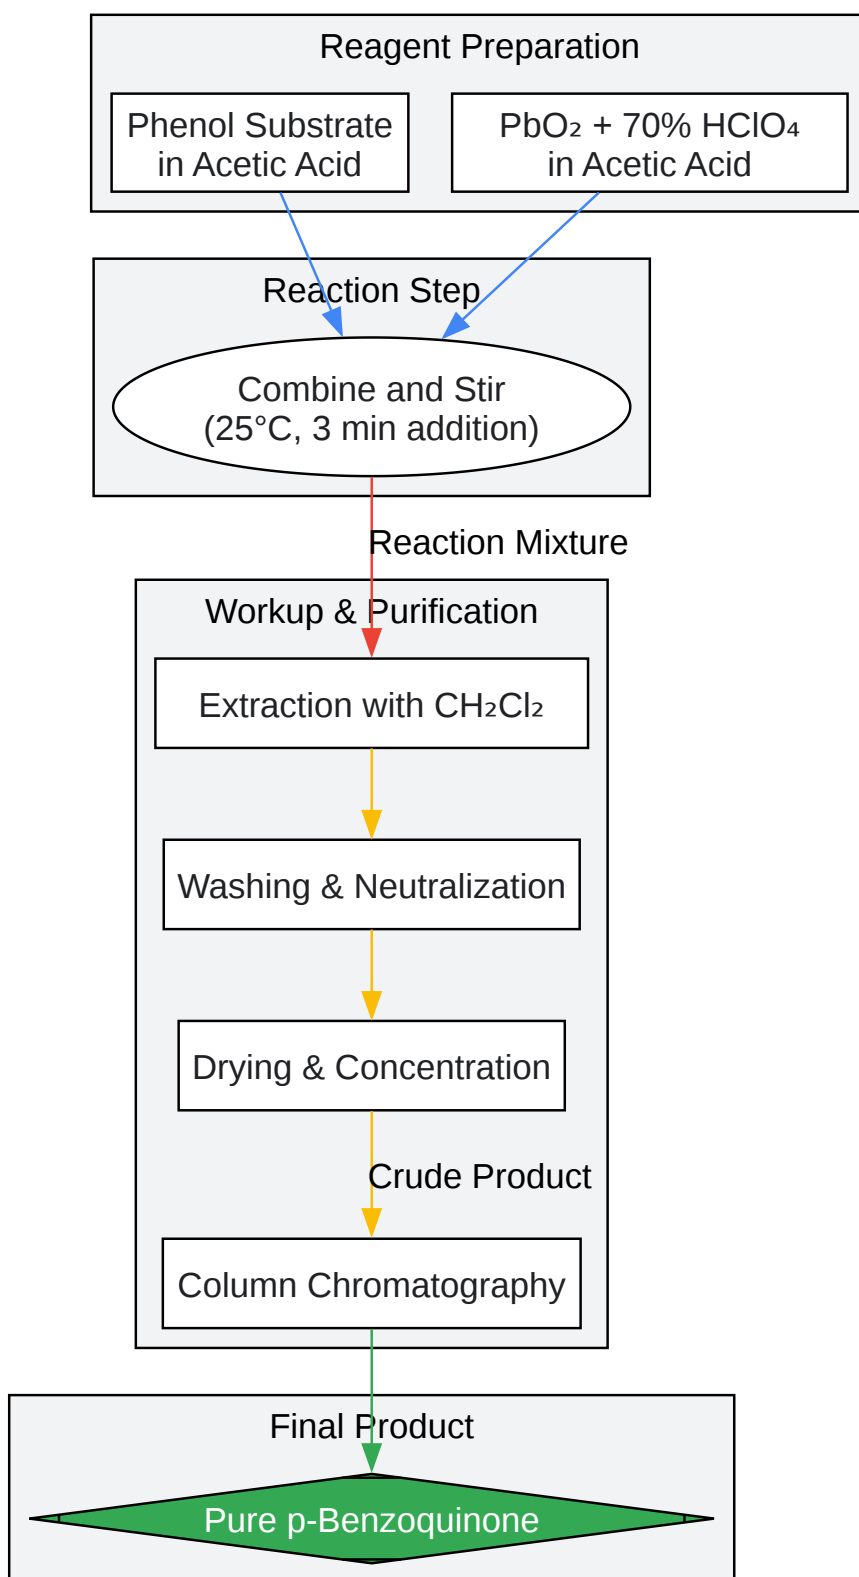 Reagent Preparation
Phenol Substrate
in Acetic Acid
PbO₂ + 70% HClO₄
in Acetic Acid
Reaction Step
Combine and Stir
(25°C, 3 min addition)
Reaction Mixture
Workup & Purification
Extraction with CH₂Cl₂
Washing & Neutralization
Drying & Concentration
Crude Product
Column Chromatography
Final Product
Pure p-Benzoquinone